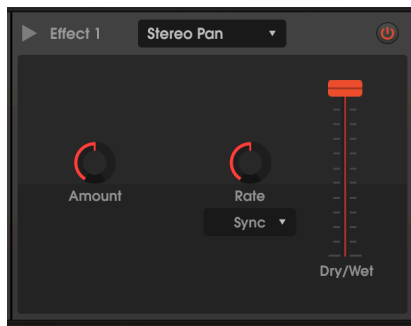 Effect 1
Stereo Pan
Amount
Rate
Sync
Dry/Wet